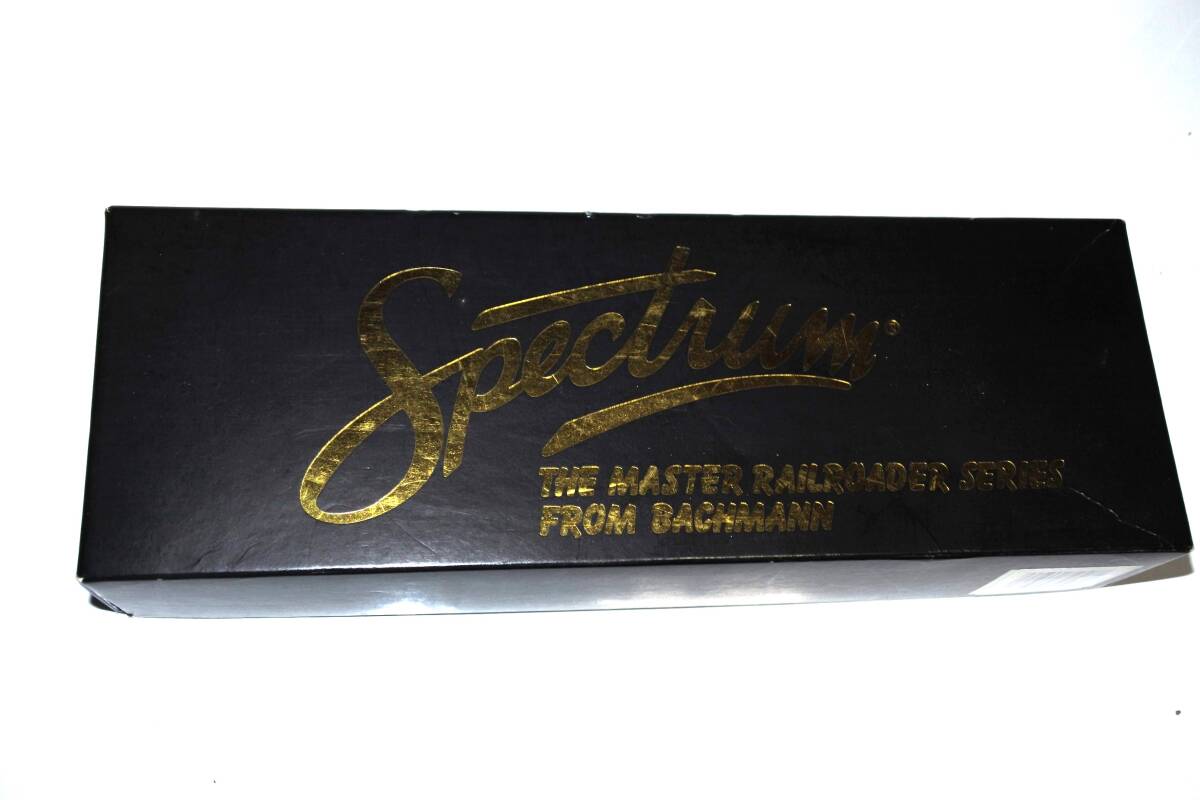 Spectrum®
THE MASTER RAILROADER SERIES
FROM BACHMANN